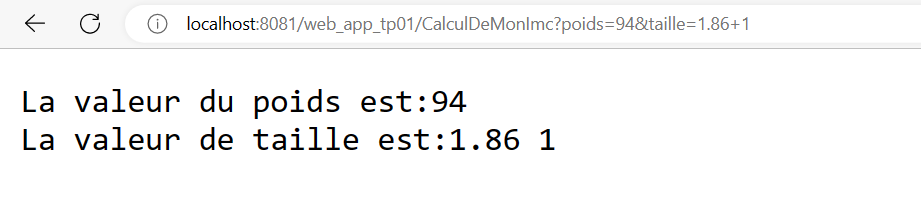 localhost:8081/web_app_tp01/CalculDeMonImc?poids=94&taille=1.86+1
La valeur du poids est:94
La valeur de taille est:1.86 1